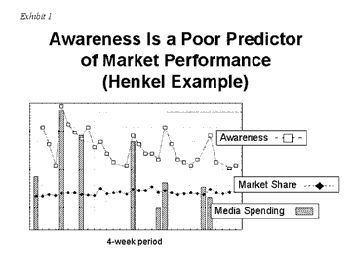 Exhibit 1
Awareness Is a Poor Predictor
of Market Performance
(Henkel Example)
Awareness
Market Share
Media Spending
4-week period